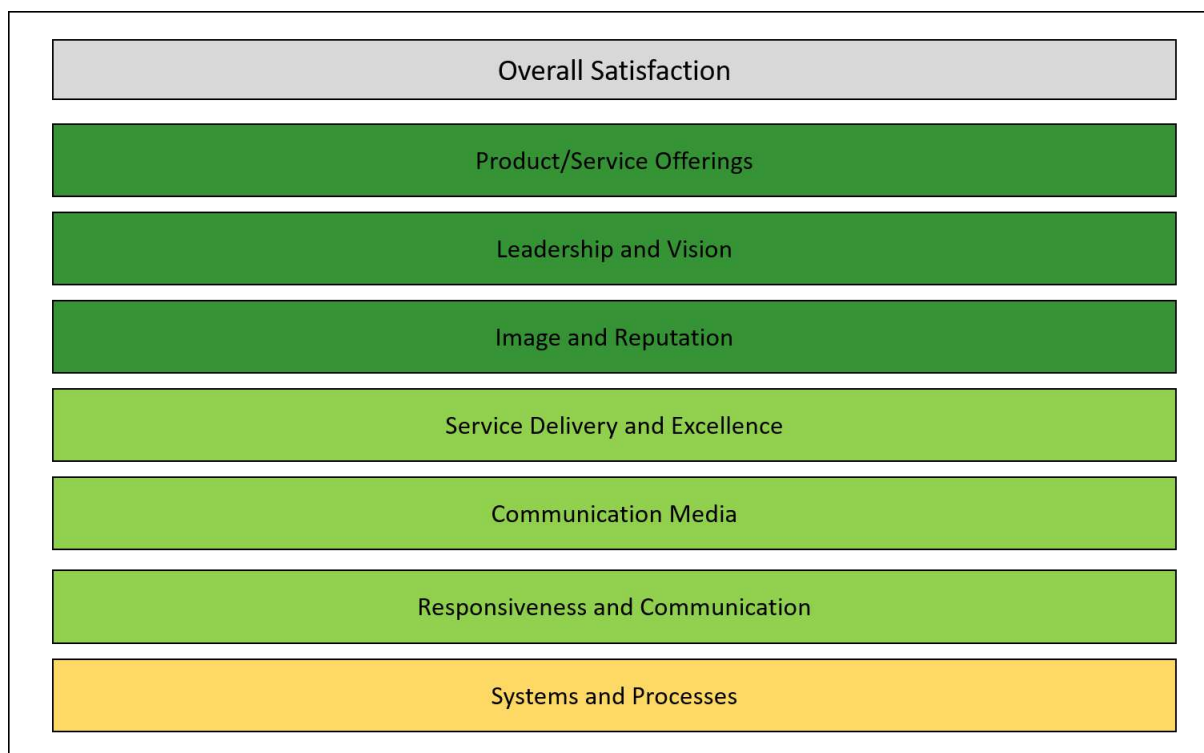 Overall Satisfaction
Product/Service Offerings
Leadership and Vision
Image and Reputation
Service Delivery and Excellence
Communication Media
Responsiveness and Communication
Systems and Processes